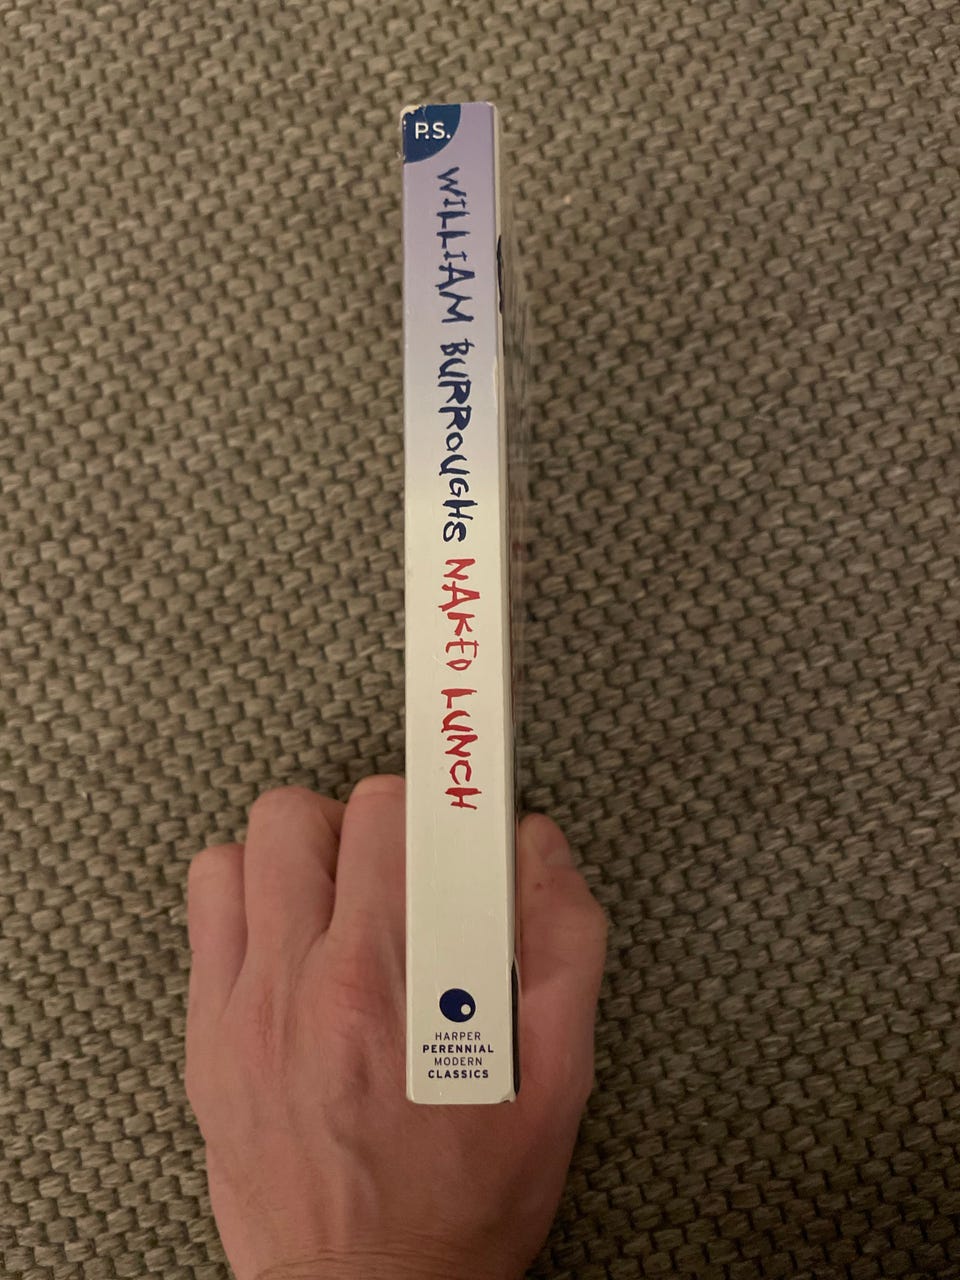 P.S.
WILLIAM BURROUGHS NAKED LUNCH
HARPER
PERENNIAL
MODERN
CLASSICS